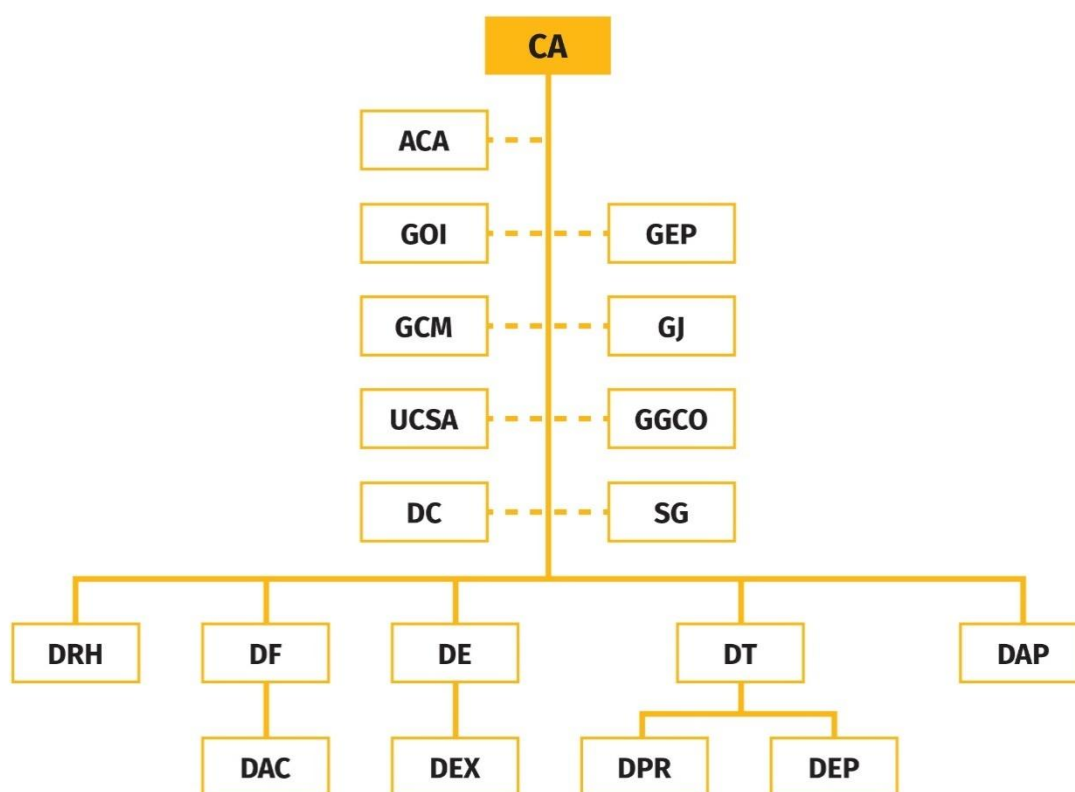 CA
ACA
GOI
GEP
GCM
GJ
UCSA
GGCO
DC
SG
DRH
DF
DE
DT
DAP
DAC
DEX
DPR
DEP